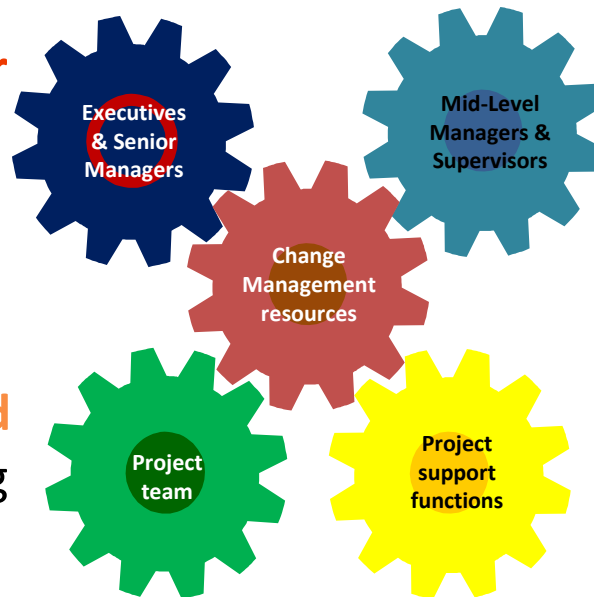 r
Executives
& Senior
Managers
Mid-Level
Managers &
Supervisors
Change
Management
resources
d
g
Project
team
Project
support
functions